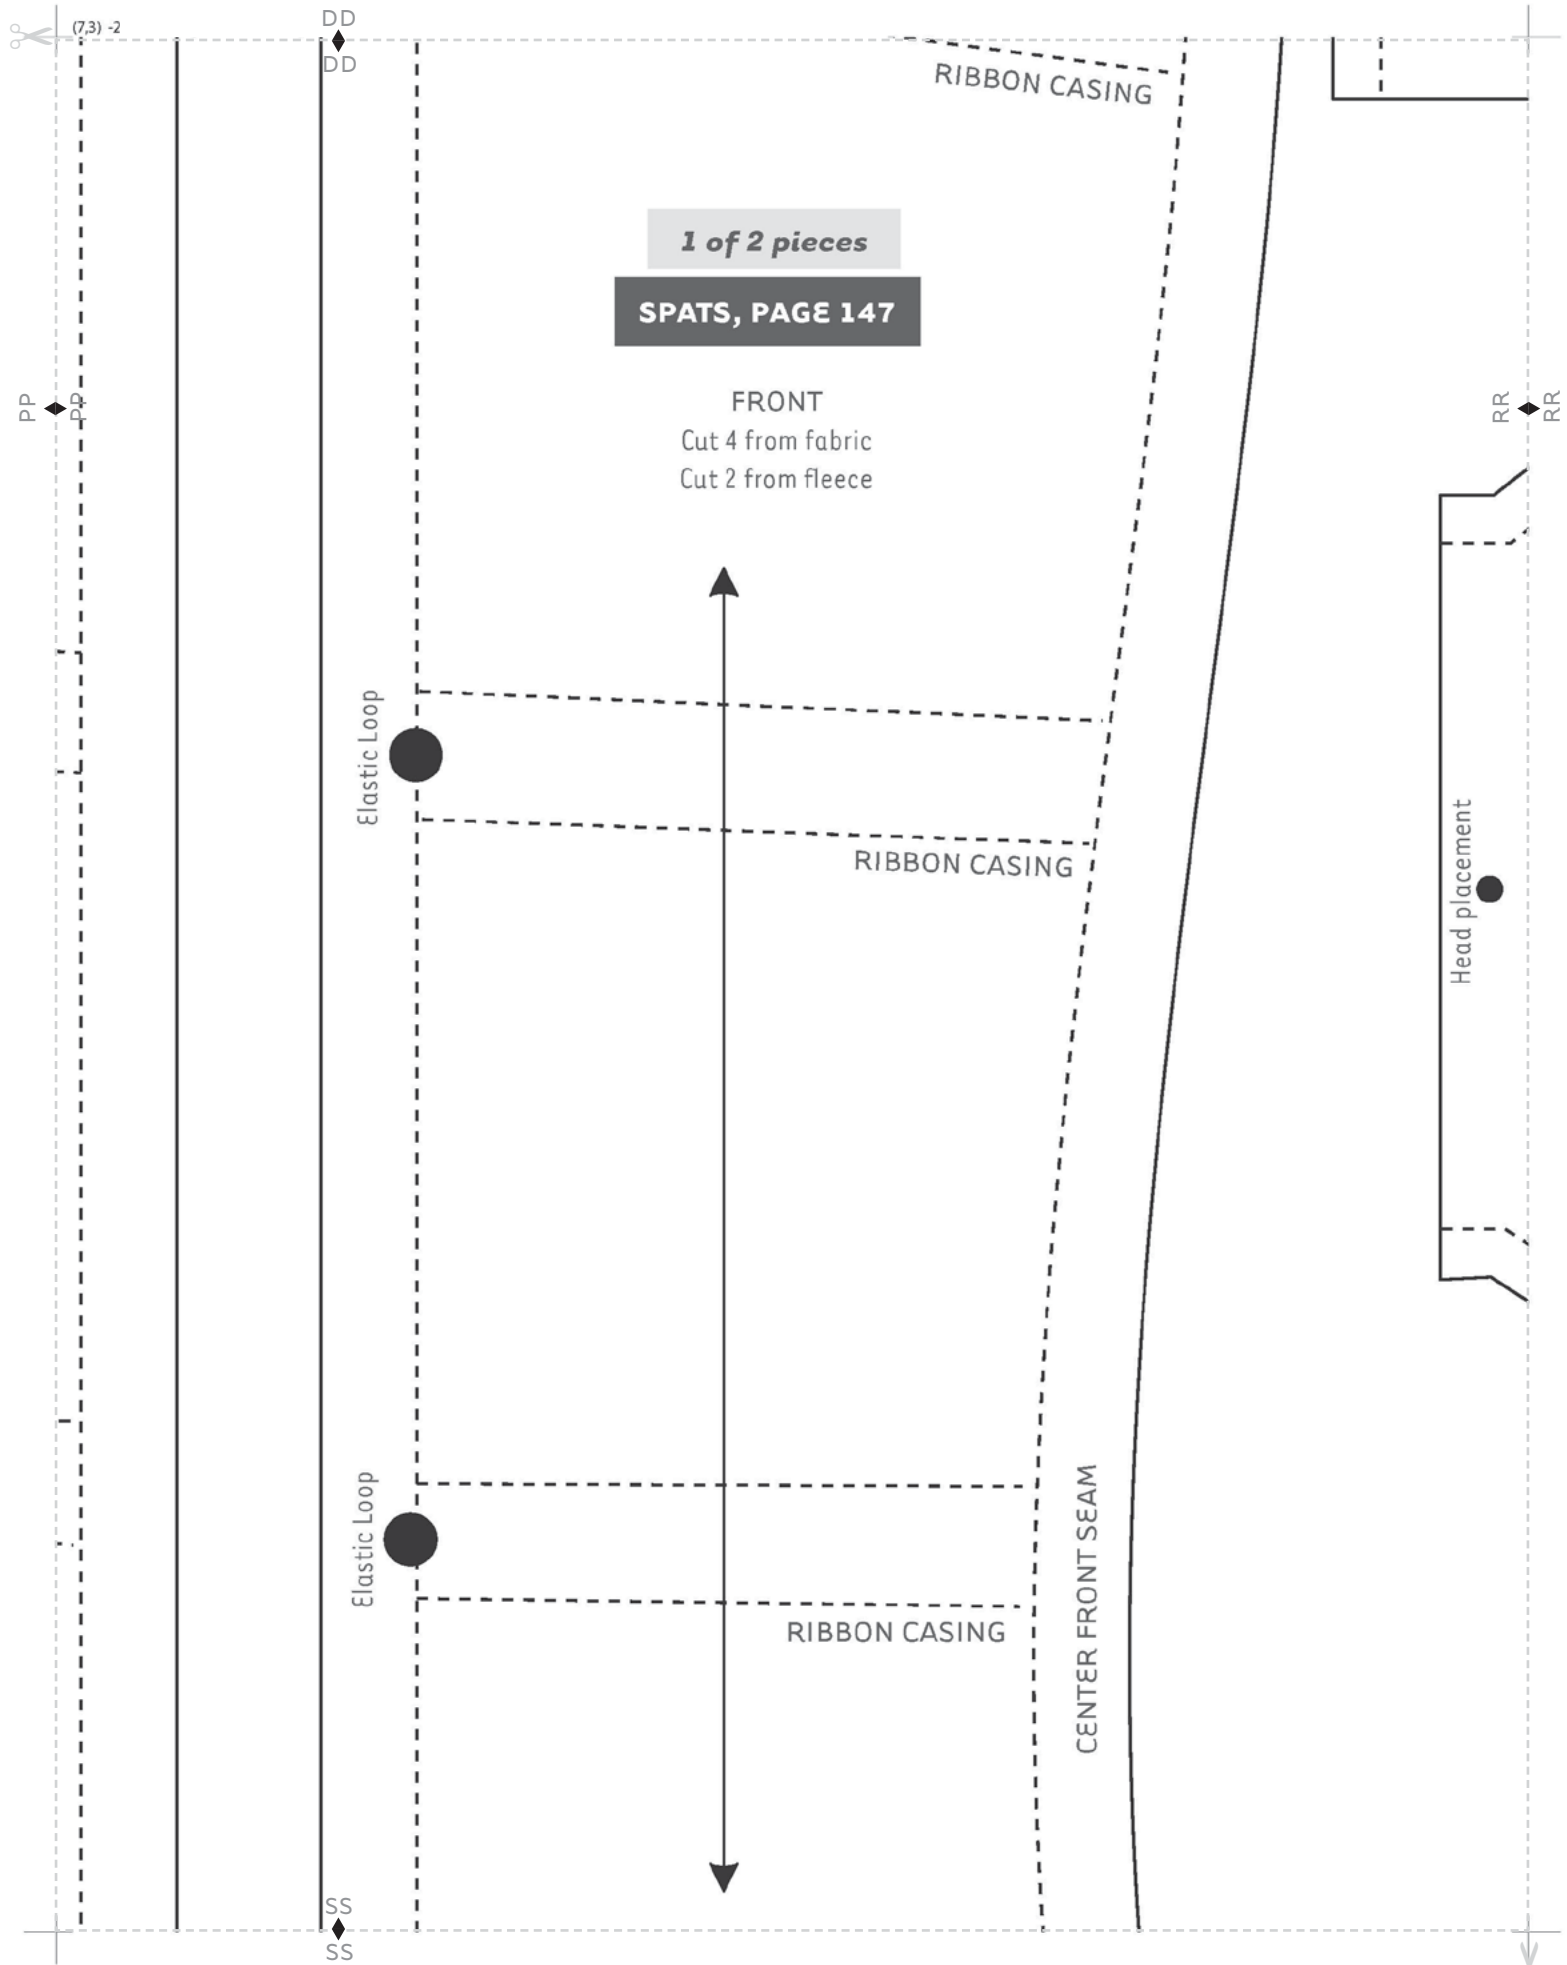 (7,3) -2
DD
DD
RIBBON CASING
1 of 2 pieces
SPATS, PAGE 147
FRONT
Cut 4 from fabric
Cut 2 from fleece
PP
PP
RR
RR
Elastic Loop
RIBBON CASING
Head placement
Elastic Loop
RIBBON CASING
CENTER FRONT SEAM
SS
SS